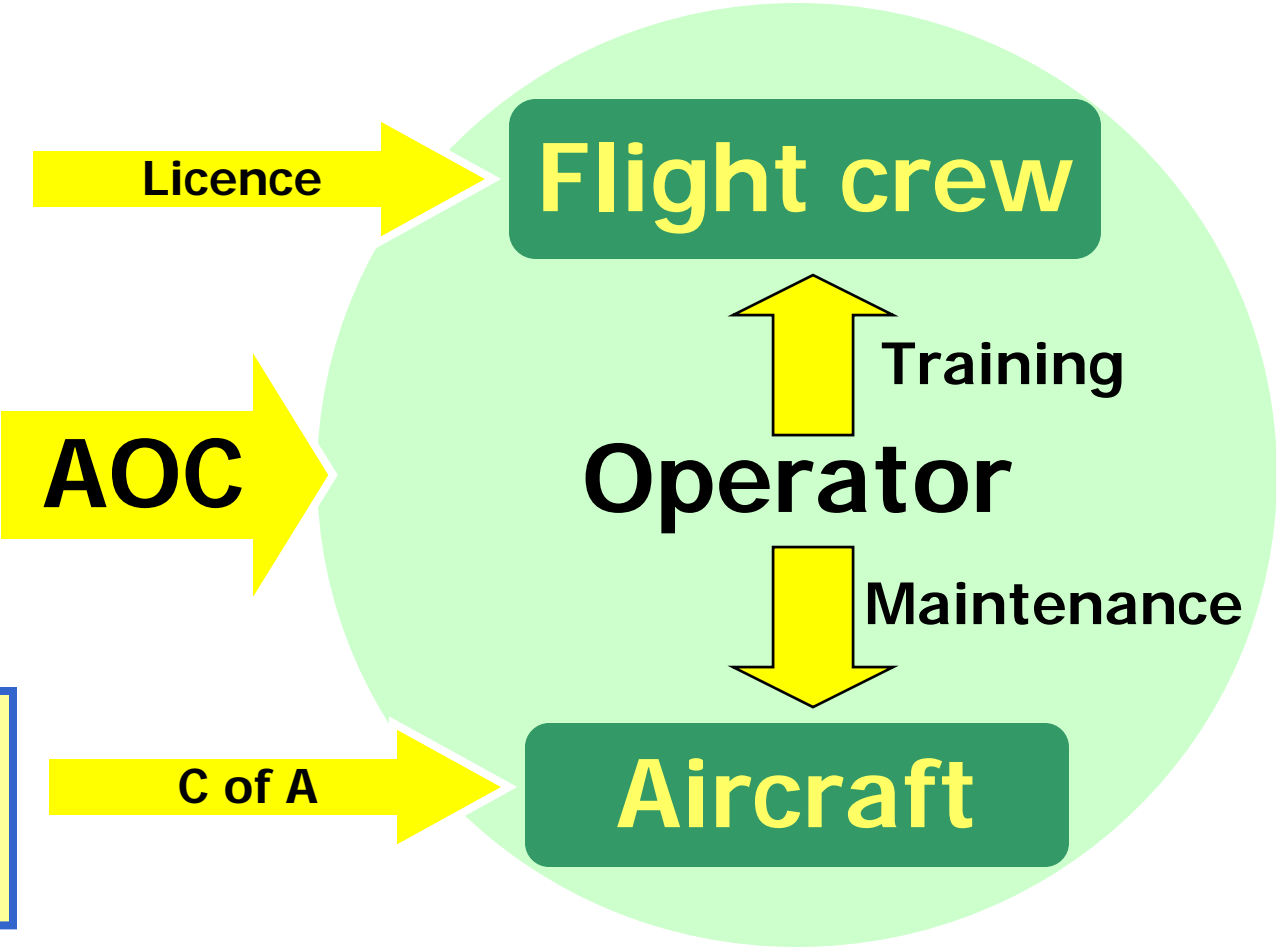 Licence
Flight crew
Training
AOC
Operator
Maintenance
C of A
Aircraft